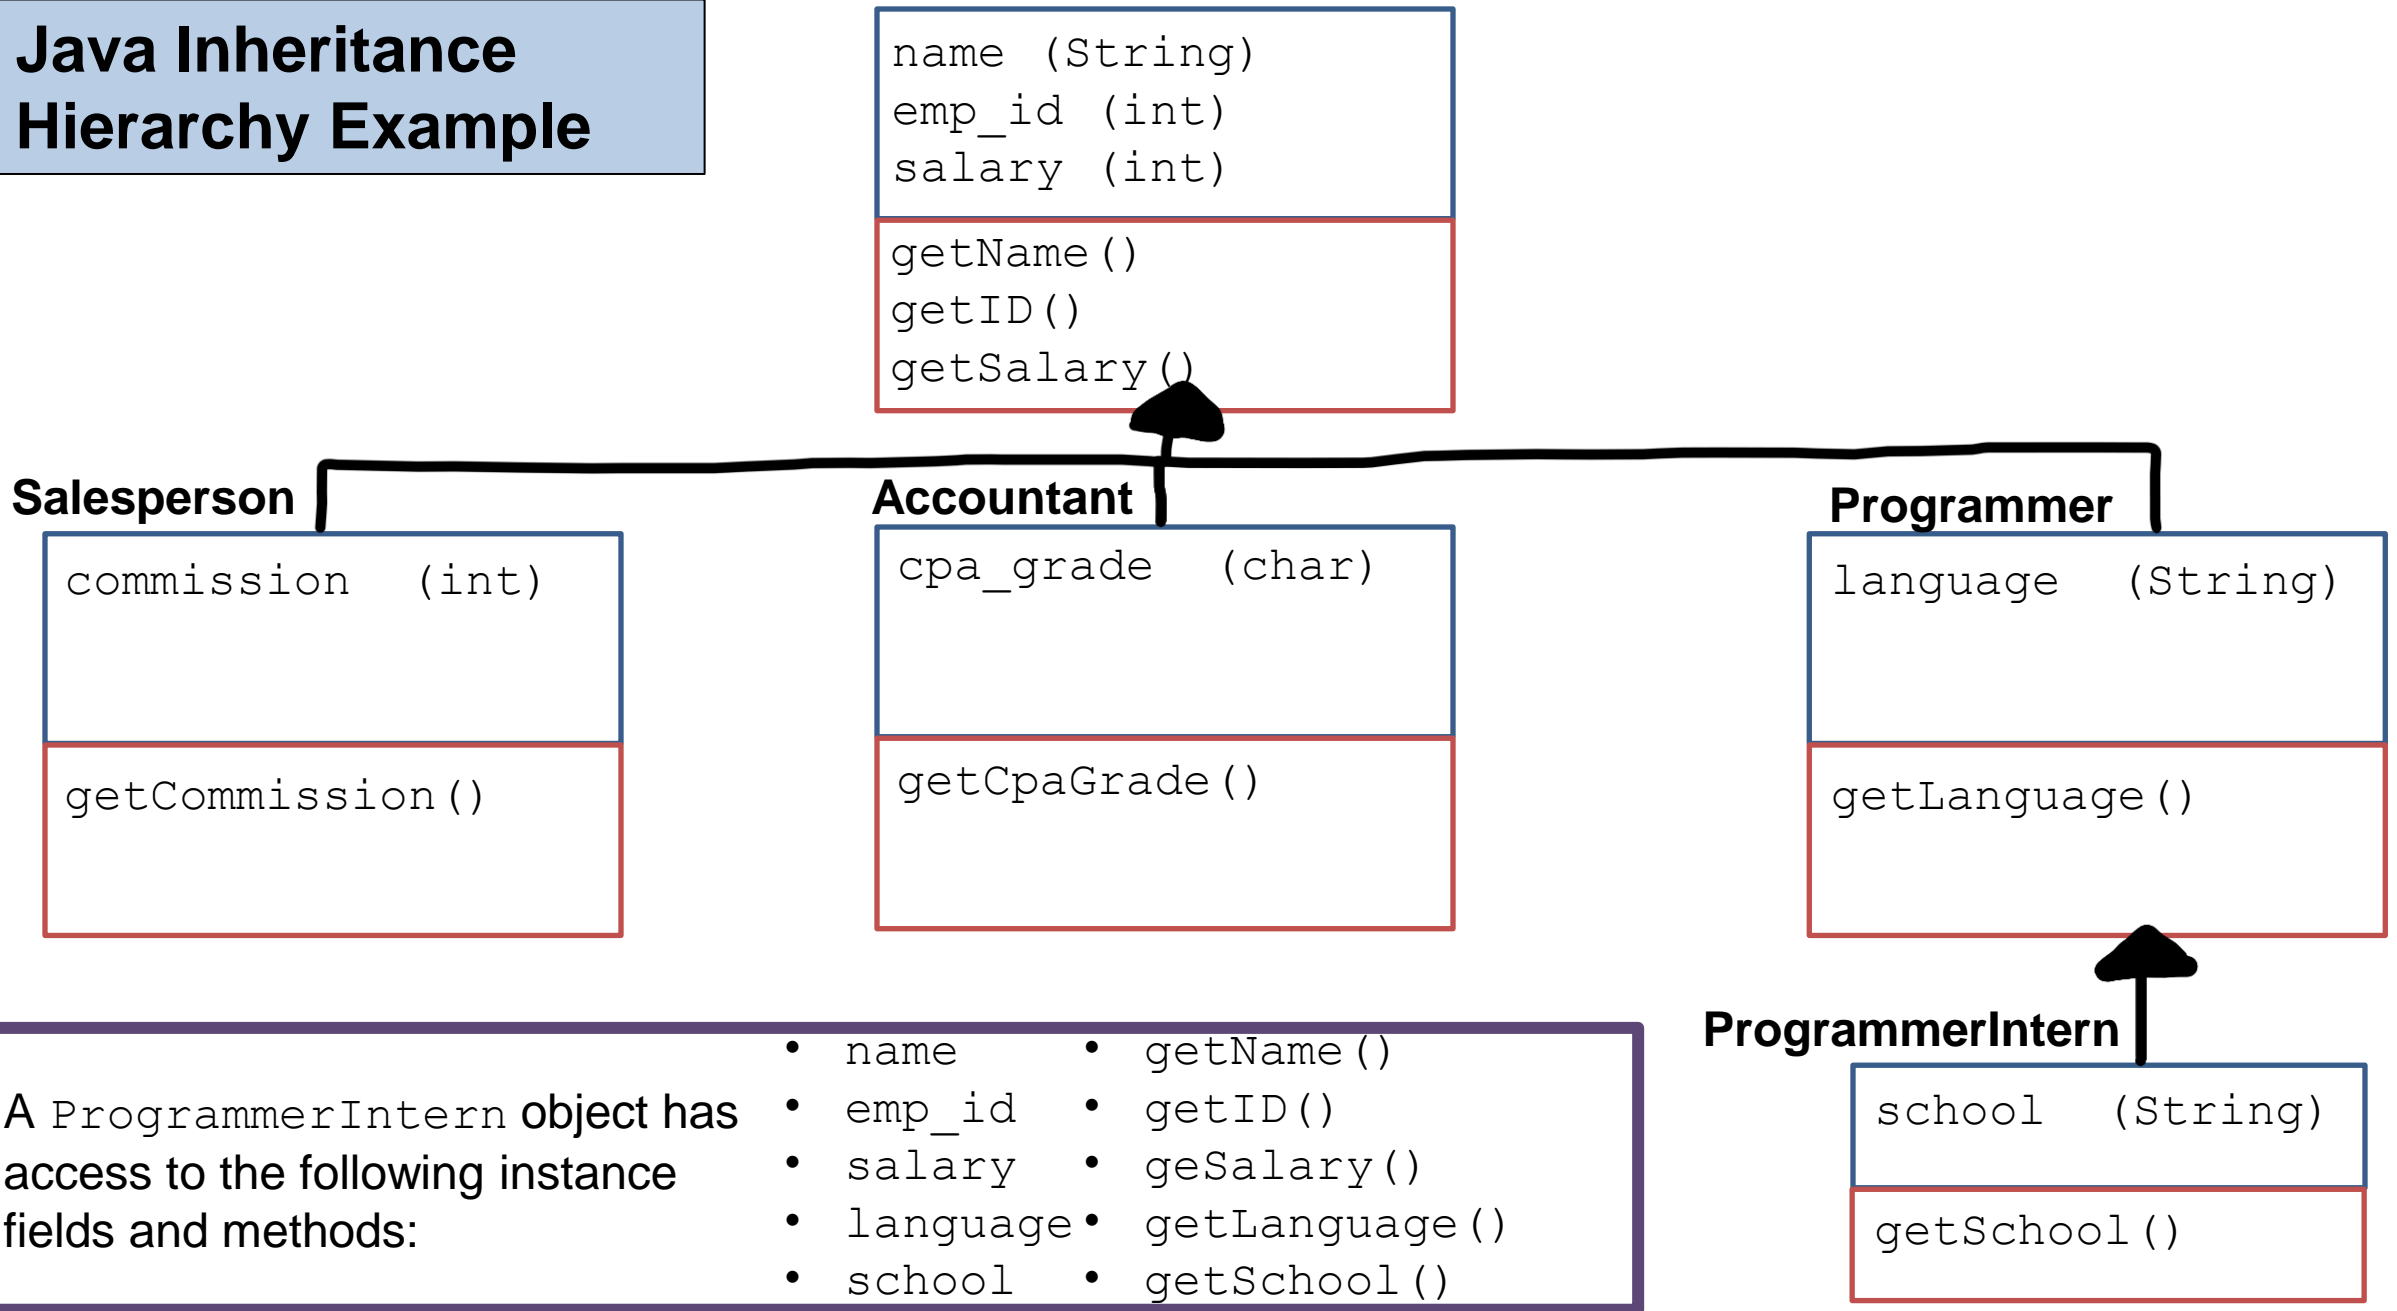 Java Inheritance
Hierarchy Example
name (String)
emp_id (int)
salary (int)
getName()
getID()
getSalary()
Salesperson
commission (int)
getCommission()
Accountant
cpa_grade (char)
getCpaGrade()
Programmer
language (String)
getLanguage()
ProgrammerIntern
school (String)
getSchool()
A ProgrammerIntern object has
access to the following instance
fields and methods:
• name
• emp_id
• salary
• language
• school
• getName()
• getID()
• geSalary()
• getLanguage()
• getSchool()